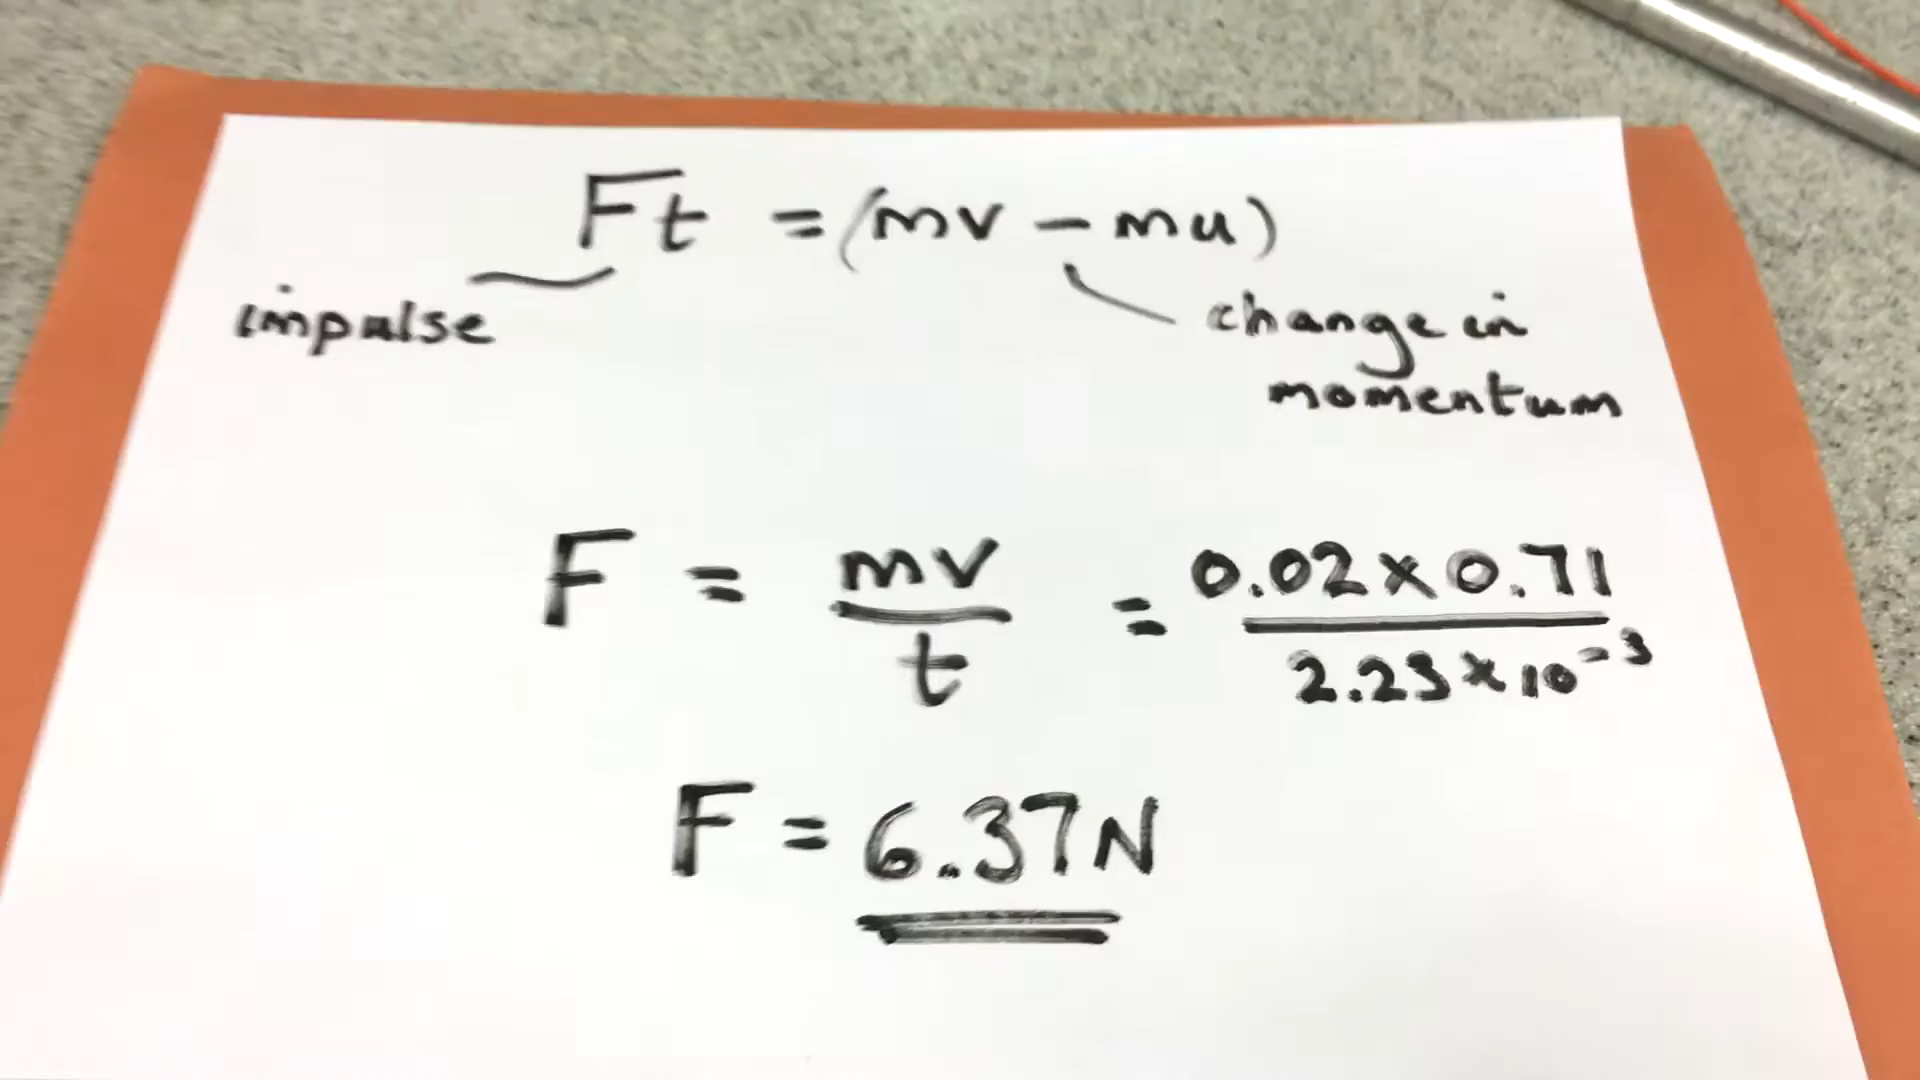 Ft = (mv - mu)
impulse
change in
momentum
F = mv/t = 0.02 x 0.71 / 2.23 x 10⁻³
F = 6.37N